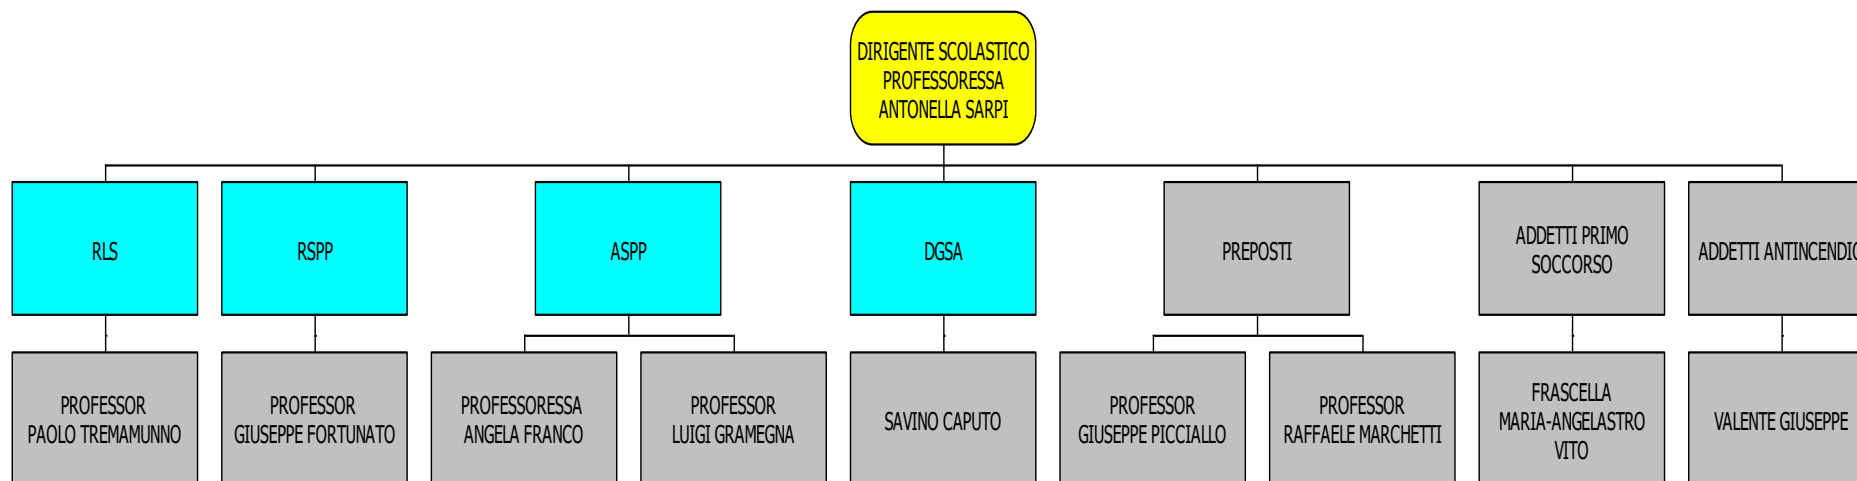 DIRIGENTE SCOLASTICO
PROFESSORESSA
ANTONELLA SARPI
RLS
RSPP
ASPP
DGSA
PREPOSTI
ADDETTI PRIMO
SOCCORSO
ADDETTI ANTINCENDIO
PROFESSOR
PAOLO TREMAMUNNO
PROFESSOR
GIUSEPPE FORTUNATO
PROFESSORESSA
ANGELA FRANCO
PROFESSOR
LUIGI GRAMEGNA
SAVINO CAPUTO
PROFESSOR
GIUSEPPE PICCIALLO
PROFESSOR
RAFFAELE MARCHETTI
FRASCELLA
MARIA-ANGELASTRO
VITO
VALENTE GIUSEPPE